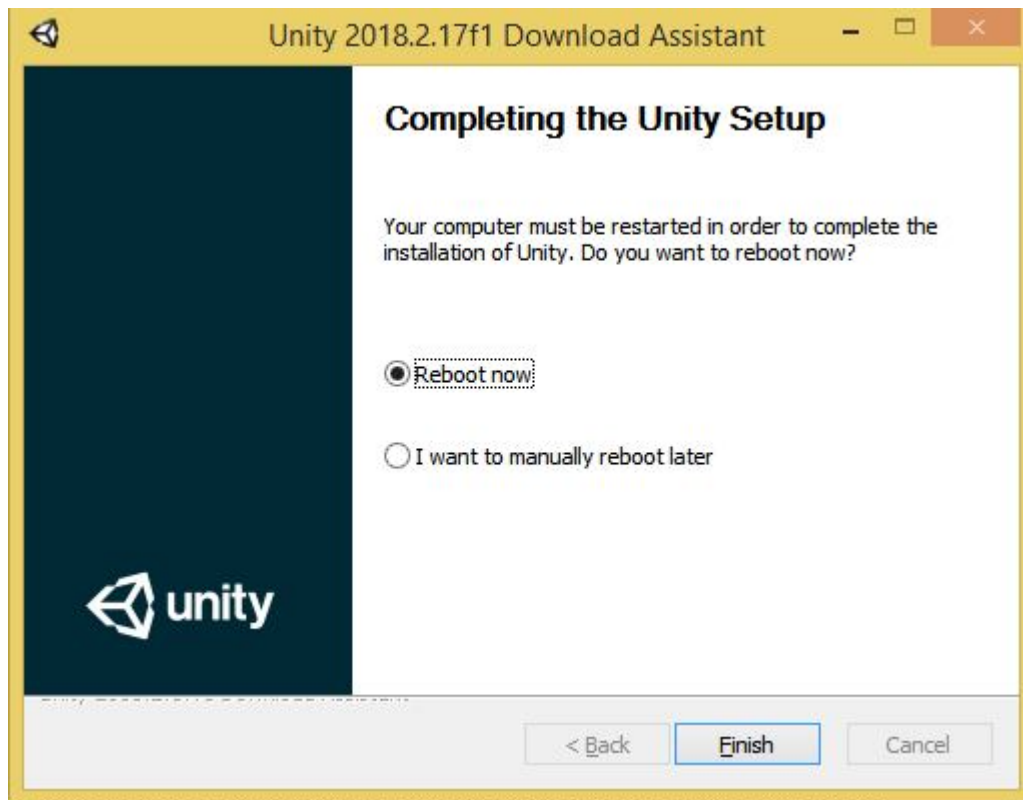 Unity 2018.2.17f1 Download Assistant
Completing the Unity Setup
Your computer must be restarted in order to complete the
installation of Unity. Do you want to reboot now?
Reboot now
I want to manually reboot later
unity
< Back
Finish
Cancel